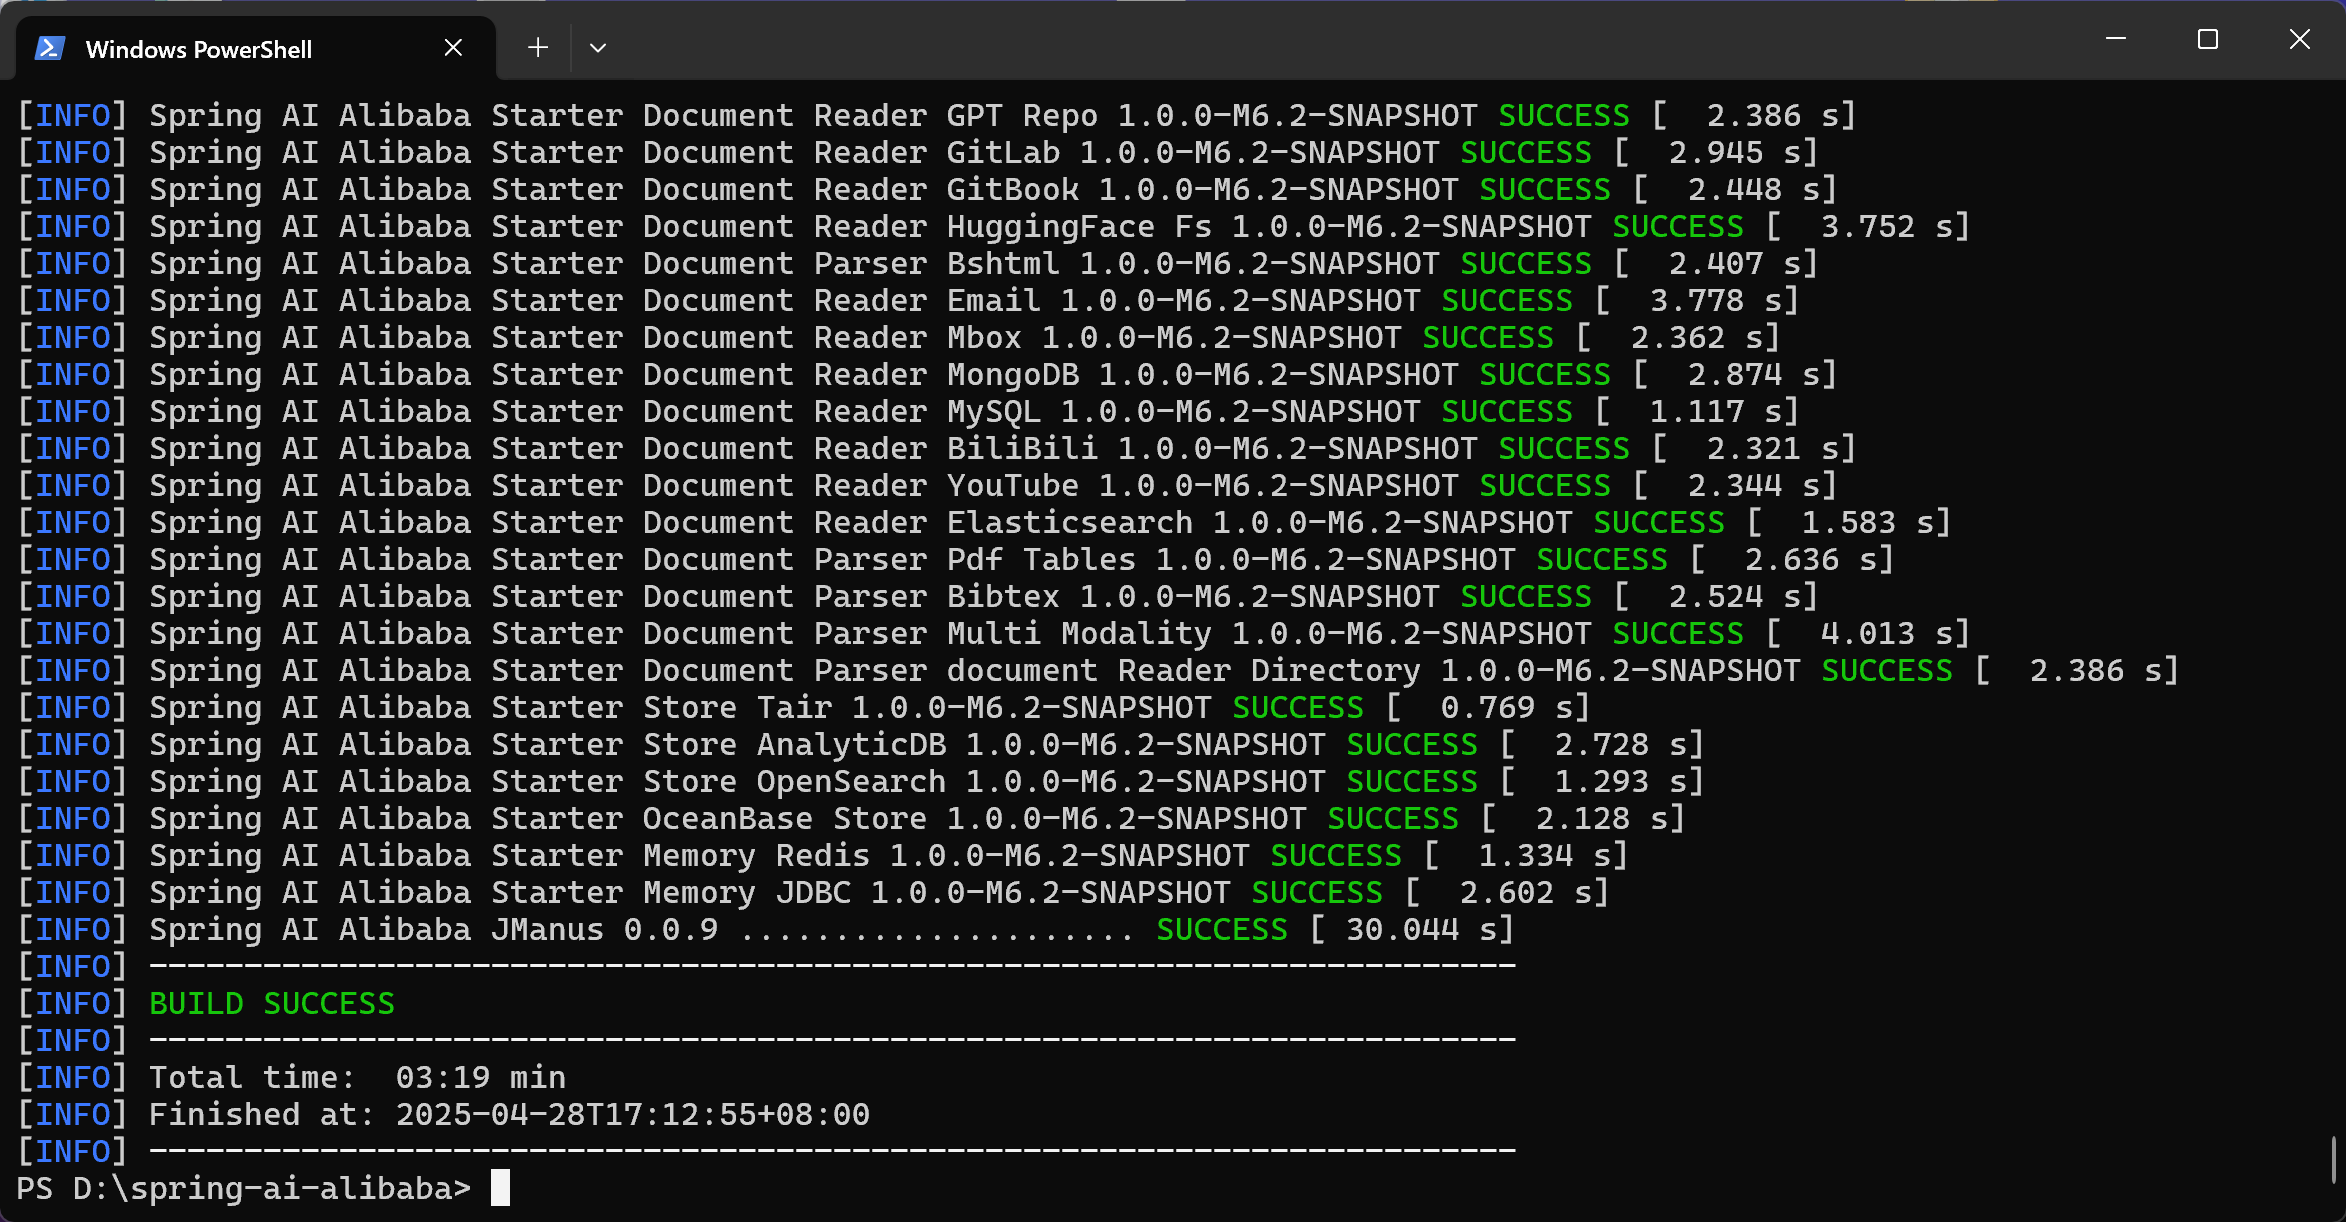 Windows PowerShell
[INFO] Spring AI Alibaba Starter Document Reader GPT Repo 1.0.0-M6.2-SNAPSHOT SUCCESS [  2.386 s]
[INFO] Spring AI Alibaba Starter Document Reader GitLab 1.0.0-M6.2-SNAPSHOT SUCCESS [  2.945 s]
[INFO] Spring AI Alibaba Starter Document Reader GitBook 1.0.0-M6.2-SNAPSHOT SUCCESS [  2.448 s]
[INFO] Spring AI Alibaba Starter Document Reader HuggingFace Fs 1.0.0-M6.2-SNAPSHOT SUCCESS [  3.752 s]
[INFO] Spring AI Alibaba Starter Document Parser Bshtml 1.0.0-M6.2-SNAPSHOT SUCCESS [  2.407 s]
[INFO] Spring AI Alibaba Starter Document Reader Email 1.0.0-M6.2-SNAPSHOT SUCCESS [  3.778 s]
[INFO] Spring AI Alibaba Starter Document Reader Mbox 1.0.0-M6.2-SNAPSHOT SUCCESS [  2.362 s]
[INFO] Spring AI Alibaba Starter Document Reader MongoDB 1.0.0-M6.2-SNAPSHOT SUCCESS [  2.874 s]
[INFO] Spring AI Alibaba Starter Document Reader MySQL 1.0.0-M6.2-SNAPSHOT SUCCESS [  1.117 s]
[INFO] Spring AI Alibaba Starter Document Reader BiliBili 1.0.0-M6.2-SNAPSHOT SUCCESS [  2.321 s]
[INFO] Spring AI Alibaba Starter Document Reader YouTube 1.0.0-M6.2-SNAPSHOT SUCCESS [  2.344 s]
[INFO] Spring AI Alibaba Starter Document Reader Elasticsearch 1.0.0-M6.2-SNAPSHOT SUCCESS [  1.583 s]
[INFO] Spring AI Alibaba Starter Document Parser Pdf Tables 1.0.0-M6.2-SNAPSHOT SUCCESS [  2.636 s]
[INFO] Spring AI Alibaba Starter Document Parser Bibtex 1.0.0-M6.2-SNAPSHOT SUCCESS [  2.524 s]
[INFO] Spring AI Alibaba Starter Document Parser Multi Modality 1.0.0-M6.2-SNAPSHOT SUCCESS [  4.013 s]
[INFO] Spring AI Alibaba Starter Document Parser document Reader Directory 1.0.0-M6.2-SNAPSHOT SUCCESS [  2.386 s]
[INFO] Spring AI Alibaba Starter Store Tair 1.0.0-M6.2-SNAPSHOT SUCCESS [  0.769 s]
[INFO] Spring AI Alibaba Starter Store AnalyticDB 1.0.0-M6.2-SNAPSHOT SUCCESS [  2.728 s]
[INFO] Spring AI Alibaba Starter Store OpenSearch 1.0.0-M6.2-SNAPSHOT SUCCESS [  1.293 s]
[INFO] Spring AI Alibaba Starter OceanBase Store 1.0.0-M6.2-SNAPSHOT SUCCESS [  2.128 s]
[INFO] Spring AI Alibaba Starter Memory Redis 1.0.0-M6.2-SNAPSHOT SUCCESS [  1.334 s]
[INFO] Spring AI Alibaba Starter Memory JDBC 1.0.0-M6.2-SNAPSHOT SUCCESS [  2.602 s]
[INFO] Spring AI Alibaba JManus 0.0.9 ..................... SUCCESS [ 30.044 s]
[INFO] ------------------------------------------------------------------------
[INFO] BUILD SUCCESS
[INFO] ------------------------------------------------------------------------
[INFO] Total time:  03:19 min
[INFO] Finished at: 2025-04-28T17:12:55+08:00
[INFO] ------------------------------------------------------------------------
PS D:\spring-ai-alibaba>